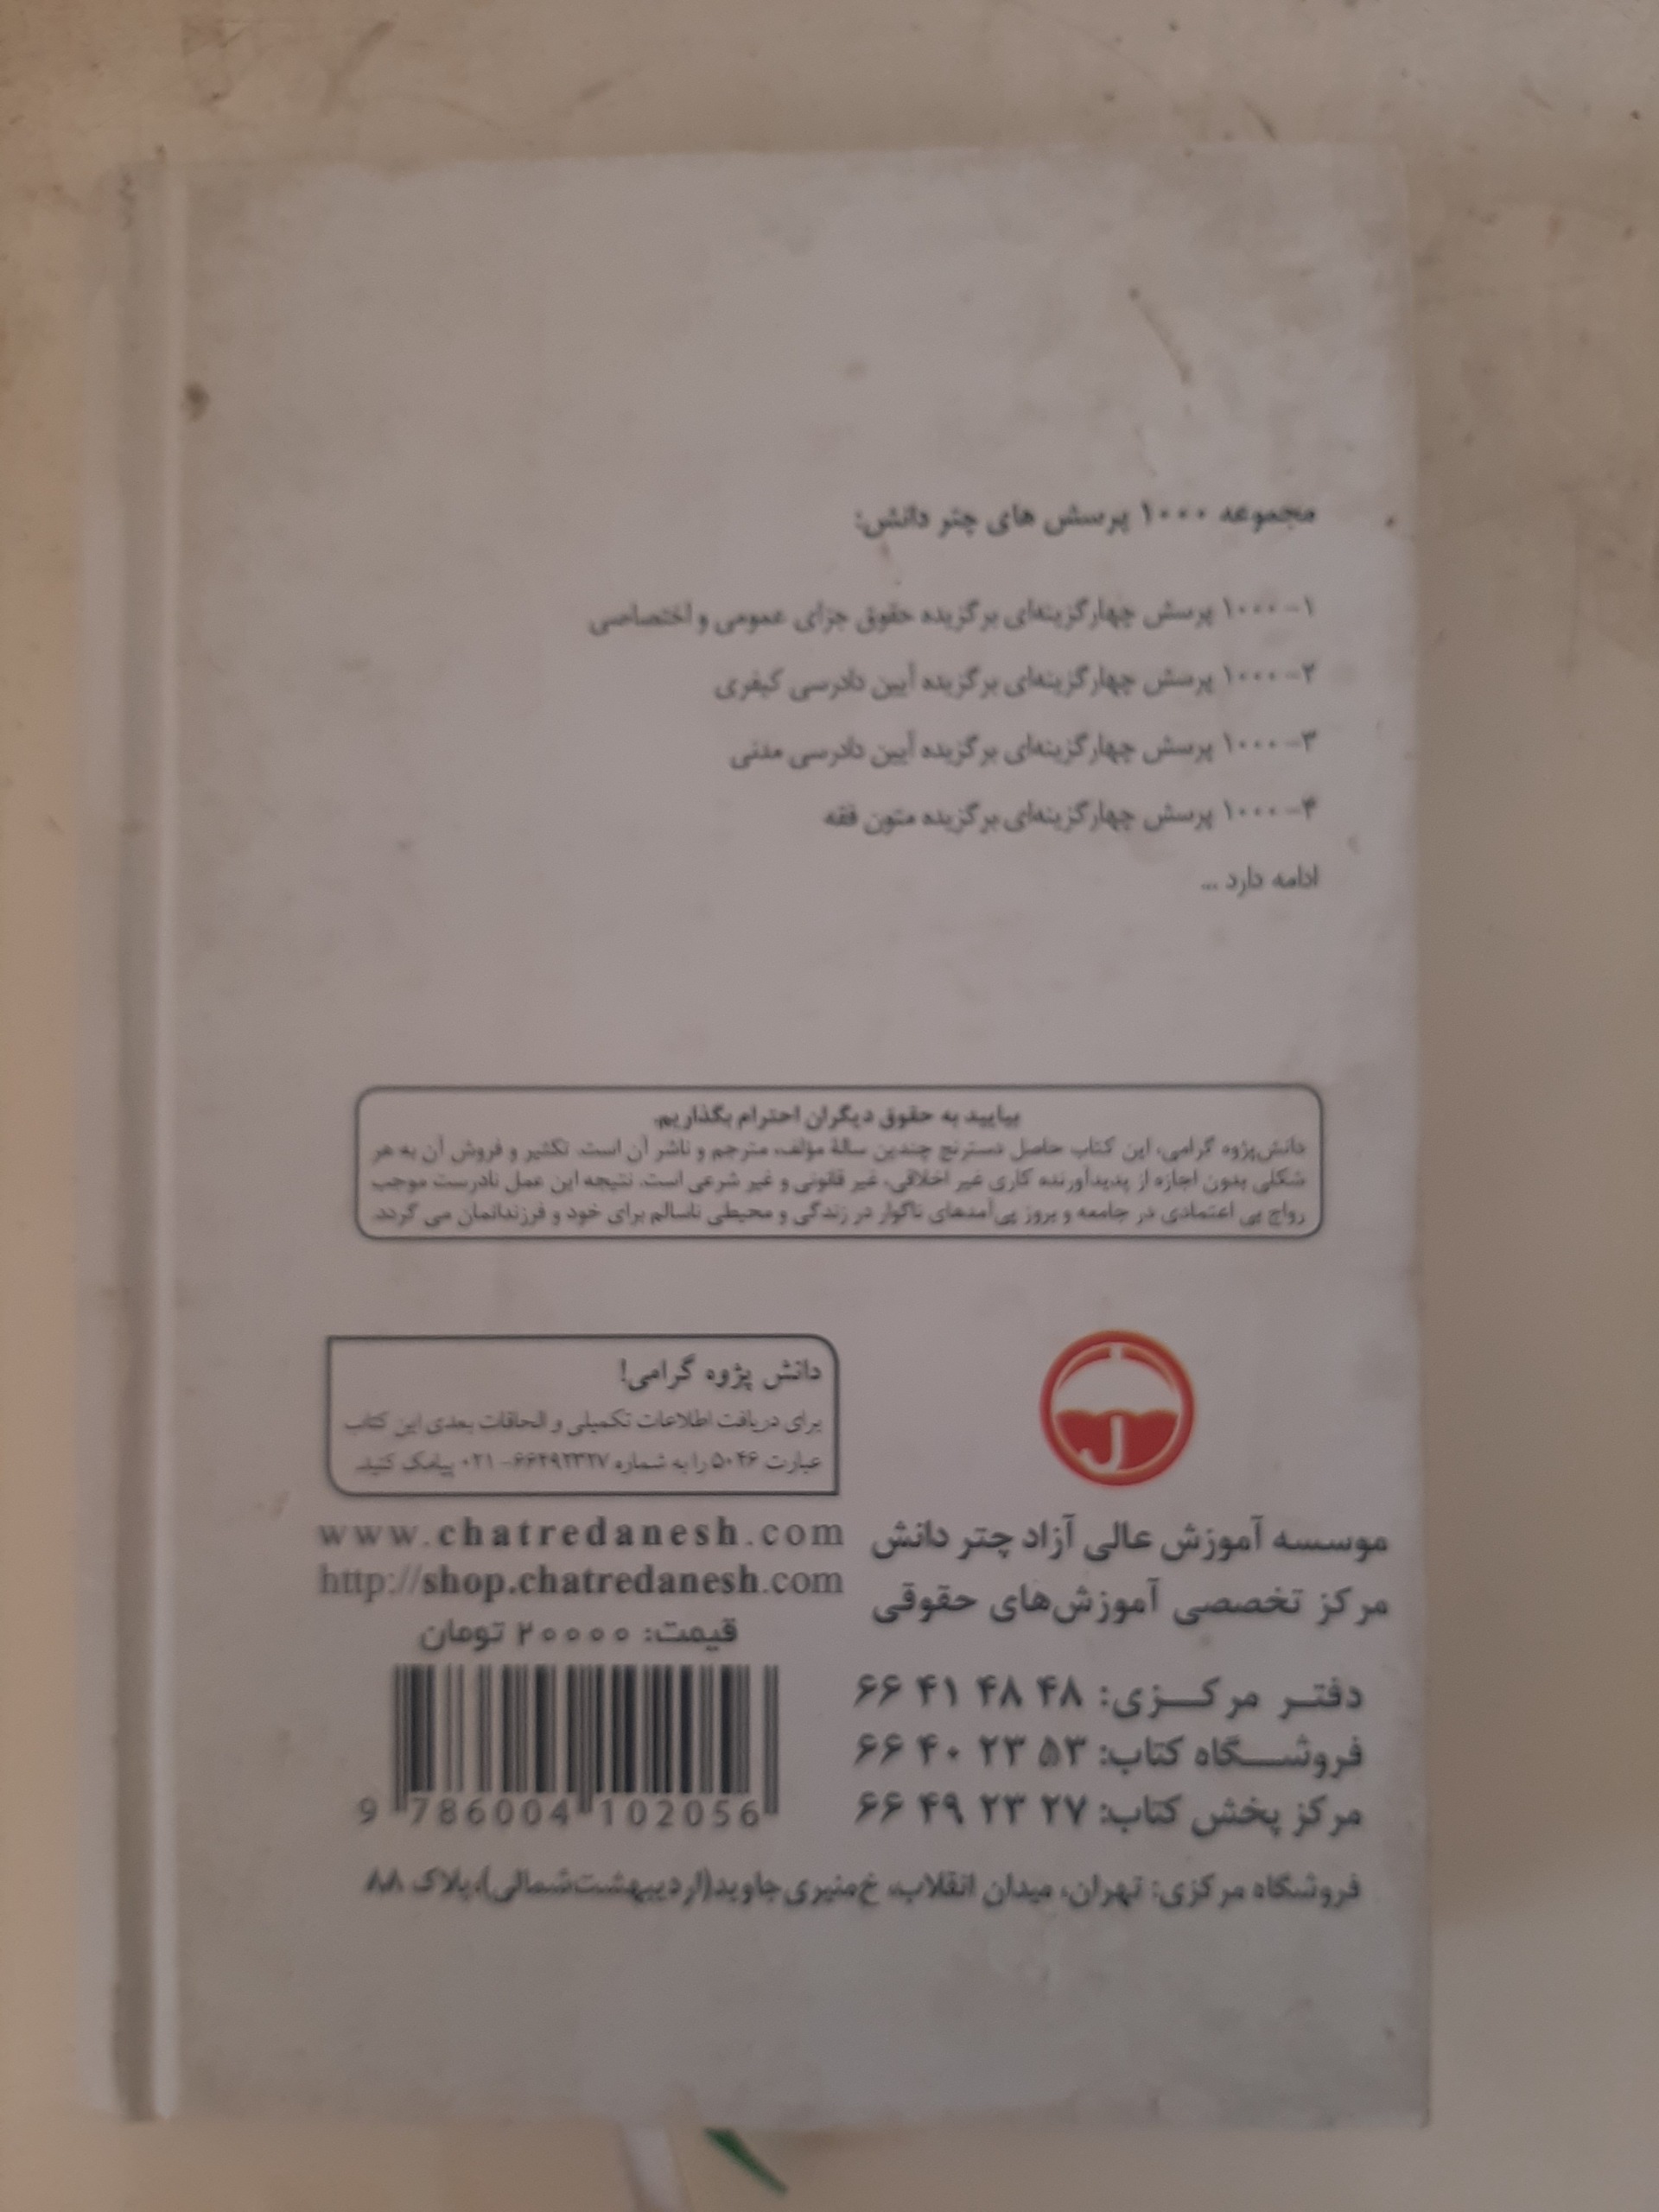 مجموعه ۱۰۰۰ پرسش های چتر دانش:
۱- ۱۰۰۰ پرسش چهارگزینه‌ای برگزیده حقوق جزای عمومی و اختصاصی
۲- ۱۰۰۰ پرسش چهارگزینه‌ای برگزیده آیین دادرسی کیفری
۳- ۱۰۰۰ پرسش چهارگزینه‌ای برگزیده آیین دادرسی مدنی
۴- ۱۰۰۰ پرسش چهارگزینه‌ای برگزیده متون فقه
ادامه دارد ...
بیایید به حقوق دیگران احترام بگذاریم.
دانش‌پژوه گرامی، این کتاب حاصل دسترنج چندین سالهٔ مؤلف، مترجم و ناشر آن است. تکثیر و فروش آن به هر
شکلی بدون اجازه از پدیدآورنده کاری غیر اخلاقی، غیر قانونی و غیر شرعی است. نتیجه این عمل نادرست موجب
رواج بی اعتمادی در جامعه و بروز پی‌آمدهای ناگوار در زندگی و محیطی ناسالم برای خود و فرزندانمان می گردد.
دانش پژوه گرامی!
برای دریافت اطلاعات تکمیلی و الحاقات بعدی این کتاب
عبارت ۵۰۴۶ را به شماره ۶۶۴۹۲۳۲۷-۰۲۱ پیامک کنید.
موسسه آموزش عالی آزاد چتر دانش
مرکز تخصصی آموزش‌های حقوقی
www.chatredanesh.com
http://shop.chatredanesh.com
قیمت: ۲۰۰۰۰ تومان
9 786004 102056
دفتر مرکزی: ۶۶ ۴۱ ۴۸ ۴۸
فروشگاه کتاب: ۶۶ ۴۰ ۲۳ ۵۳
مرکز پخش کتاب: ۶۶ ۴۹ ۲۳ ۲۷
فروشگاه مرکزی: تهران، میدان انقلاب، خ‌منیری‌جاوید(اردیبهشت‌شمالی)،پلاک ۸۸